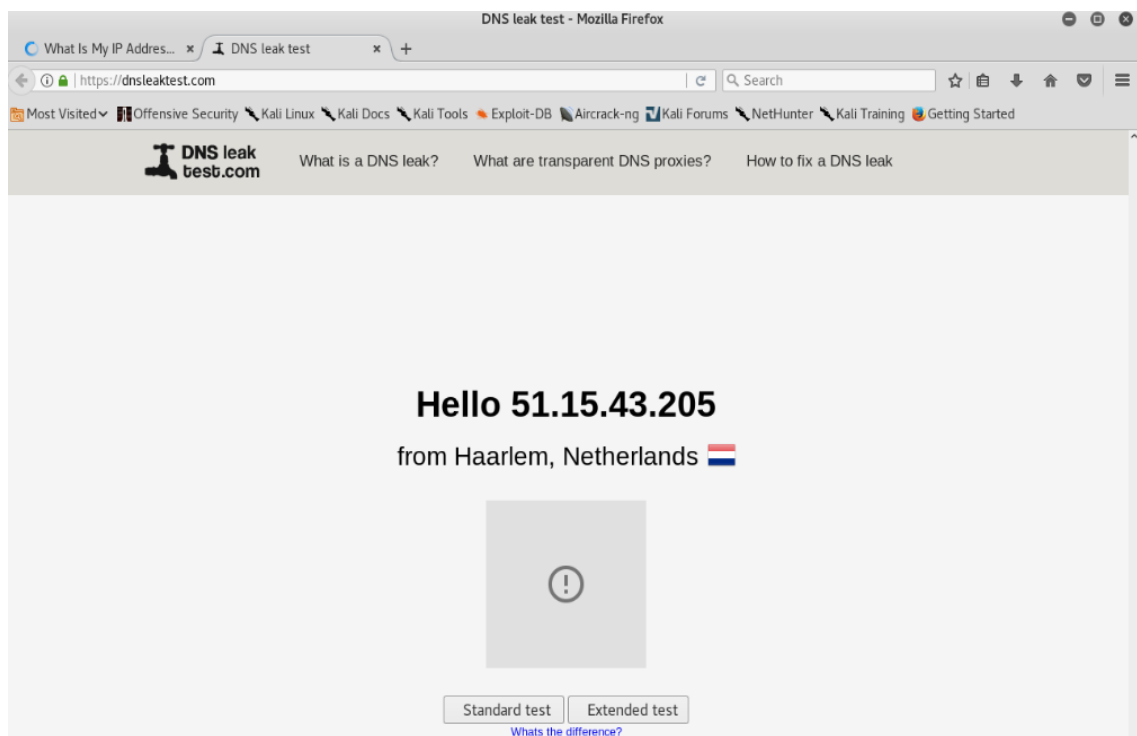 DNS leak test - Mozilla Firefox
What Is My IP Addres... × DNS leak test × +
https://dnsleaktest.com Search
Most Visited Offensive Security Kali Linux Kali Docs Kali Tools Exploit-DB Aircrack-ng Kali Forums NetHunter Kali Training Getting Started
DNS leak test.com What is a DNS leak? What are transparent DNS proxies? How to fix a DNS leak
Hello 51.15.43.205
from Haarlem, Netherlands
Standard test Extended test
Whats the difference?